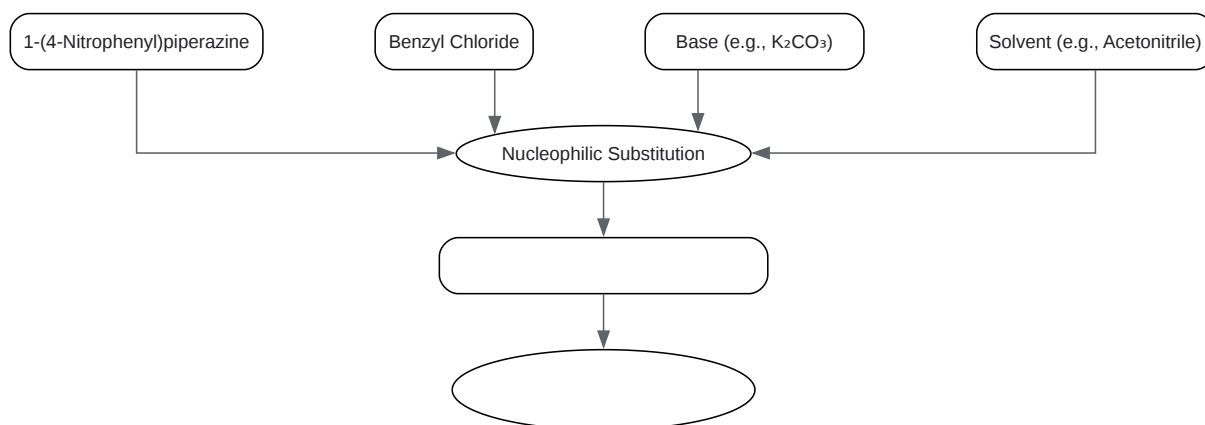 1-(4-Nitrophenyl)piperazine
Benzyl Chloride
Base (e.g., K₂CO₃)
Solvent (e.g., Acetonitrile)
Nucleophilic Substitution